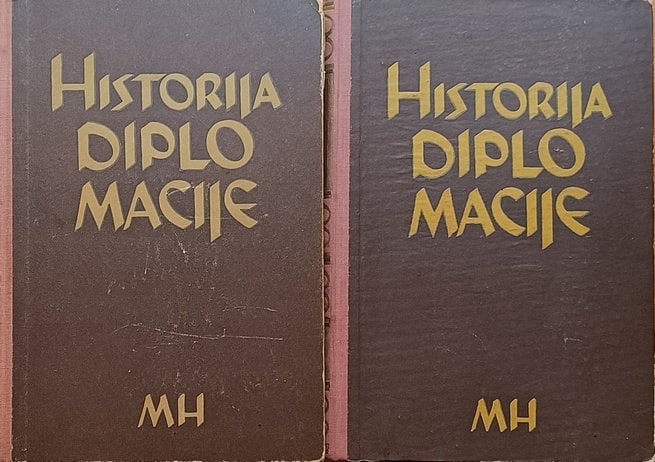 HISTORIJA
DIPLO
MACIJE
MH
HISTORIJA
DIPLO
MACIJE
MH